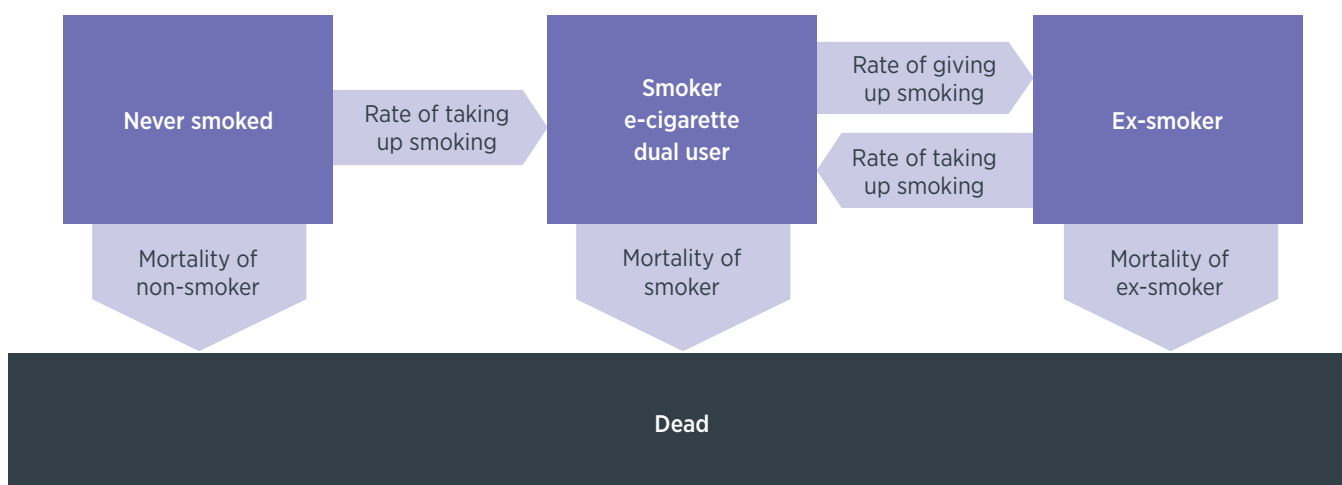 Never smoked
Rate of taking
up smoking
Smoker
e-cigarette
dual user
Rate of giving
up smoking
Rate of taking
up smoking
Ex-smoker
Mortality of
non-smoker
Mortality of
smoker
Mortality of
ex-smoker
Dead